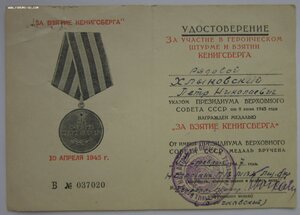 "ЗА ВЗЯТИЕ КЕНИГСБЕРГА"
10 АПРЕЛЯ 1945 г.
В № 037020
УДОСТОВЕРЕНИЕ
ЗА УЧАСТИЕ В ГЕРОИЧЕСКОМ
ШТУРМЕ И ВЗЯТИИ
КЕНИГСБЕРГА
Рядовой
Хлыновский
Петр Николаевич
УКАЗОМ ПРЕЗИДИУМА ВЕРХОВНОГО
СОВЕТА СССР от 9 июня 1945 года
НАГРАЖДЕН МЕДАЛЬЮ
"ЗА ВЗЯТИЕ КЕНИГСБЕРГА"
От имени ПРЕЗИДИУМА ВЕРХОВНОГО
СОВЕТА СССР МЕДАЛЬ ВРУЧЕНА